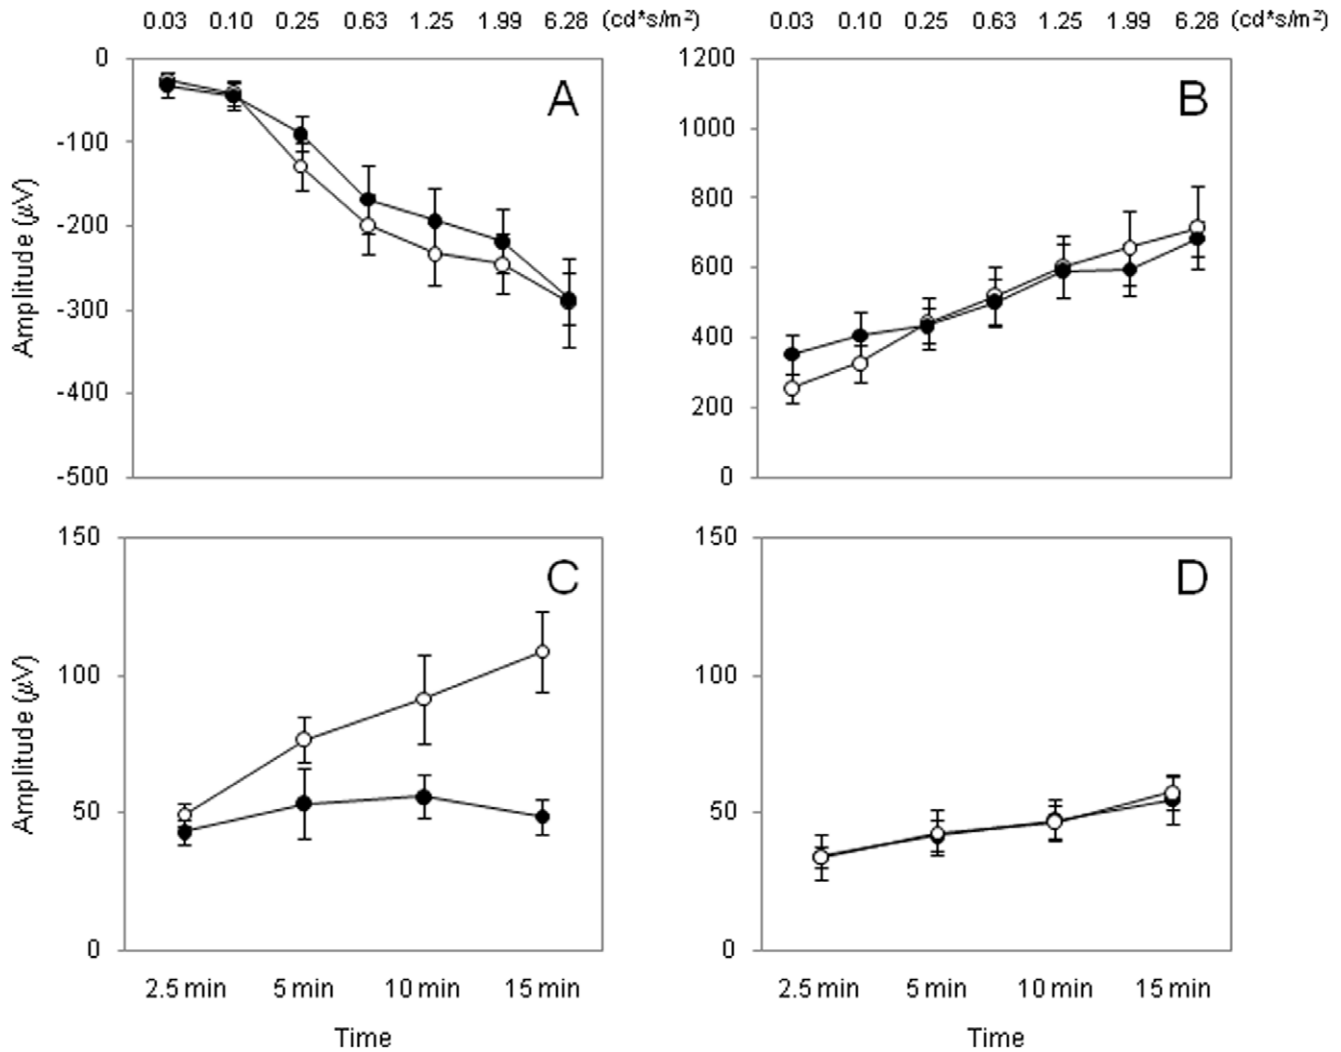 0.03 0.10 0.25 0.63 1.25 1.99 6.28 (cd*s/m²)
0
-100
-200
-300
-400
-500
Amplitude (μV)
A
0.03 0.10 0.25 0.63 1.25 1.99 6.28 (cd*s/m²)
1200
1000
800
600
400
200
0
B
150
100
50
0
Amplitude (μV)
C
2.5 min 5 min 10 min 15 min
Time
150
100
50
0
D
2.5 min 5 min 10 min 15 min
Time